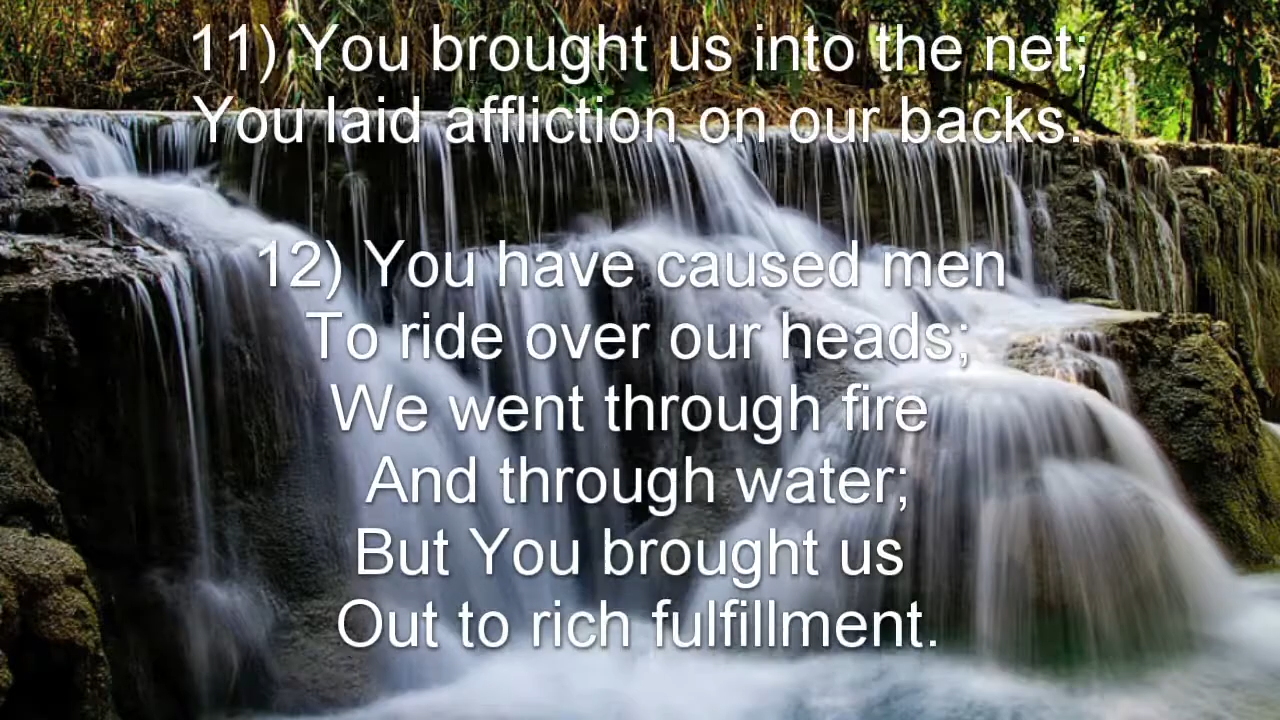 11) You brought us into the net;
You laid affliction on our backs.
12) You have caused men
To ride over our heads;
We went through fire
And through water;
But You brought us
Out to rich fulfillment.